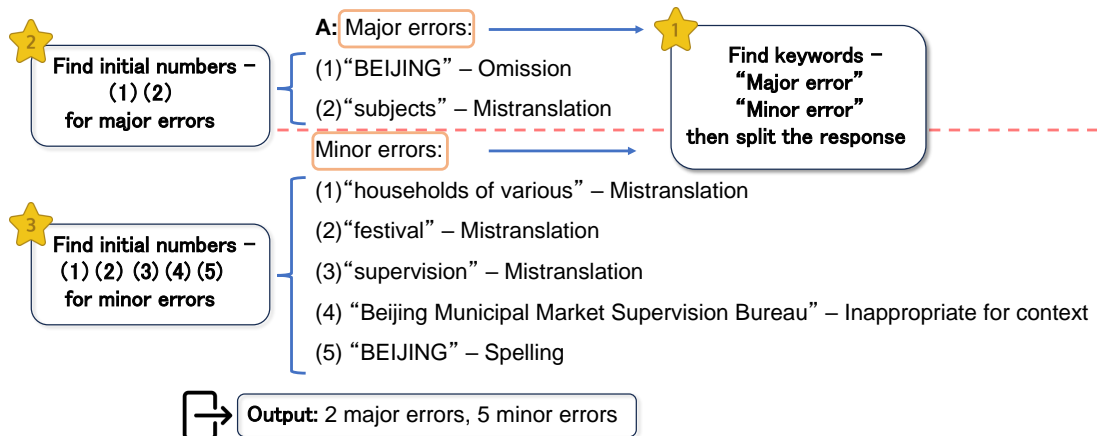 2
Find initial numbers –
(1) (2)
for major errors
A: Major errors:
(1)“BEIJING” – Omission
(2)“subjects” – Mistranslation
1
Find keywords –
“Major error”
“Minor error”
then split the response
Minor errors:
(1)“households of various” – Mistranslation
(2)“festival” – Mistranslation
(3)“supervision” – Mistranslation
(4) “Beijing Municipal Market Supervision Bureau” – Inappropriate for context
(5) “BEIJING” – Spelling
3
Find initial numbers –
(1) (2) (3) (4) (5)
for minor errors
Output: 2 major errors, 5 minor errors